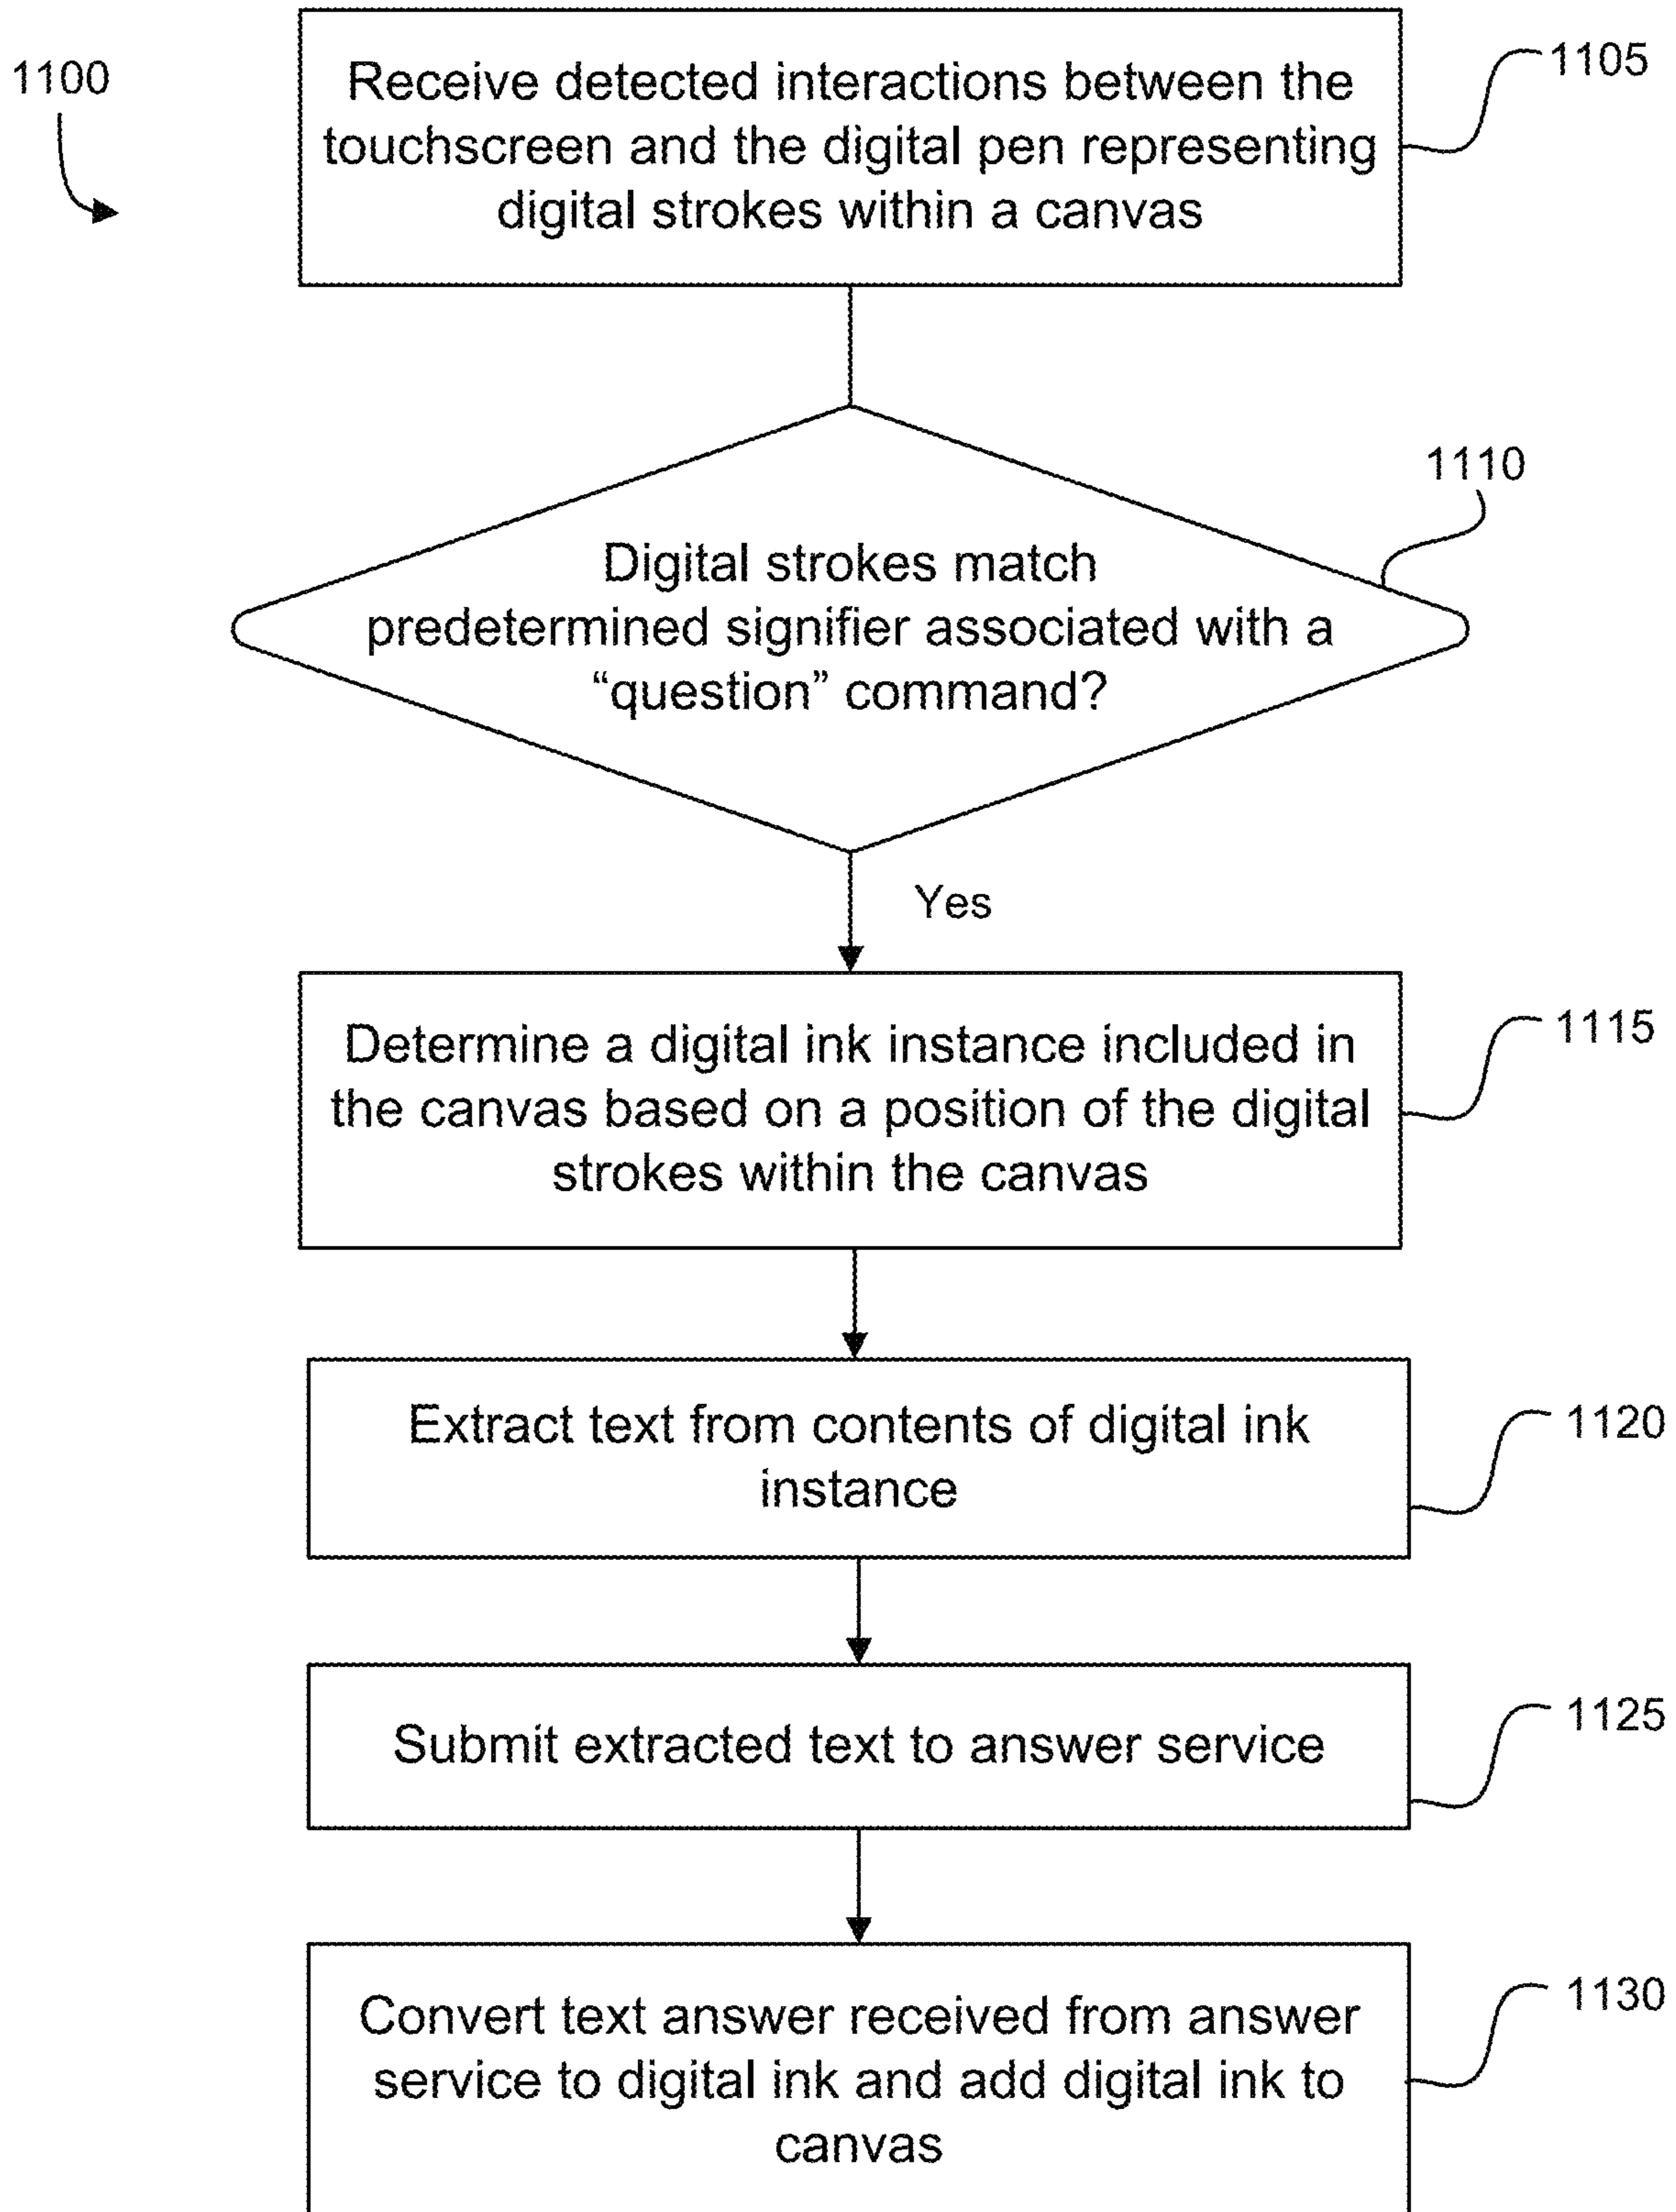 1100
Receive detected interactions between the
touchscreen and the digital pen representing
digital strokes within a canvas
1105
Digital strokes match
predetermined signifier associated with a
“question” command?
1110
Yes
Determine a digital ink instance included in
the canvas based on a position of the digital
strokes within the canvas
1115
Extract text from contents of digital ink
instance
1120
Submit extracted text to answer service
1125
Convert text answer received from answer
service to digital ink and add digital ink to
canvas
1130